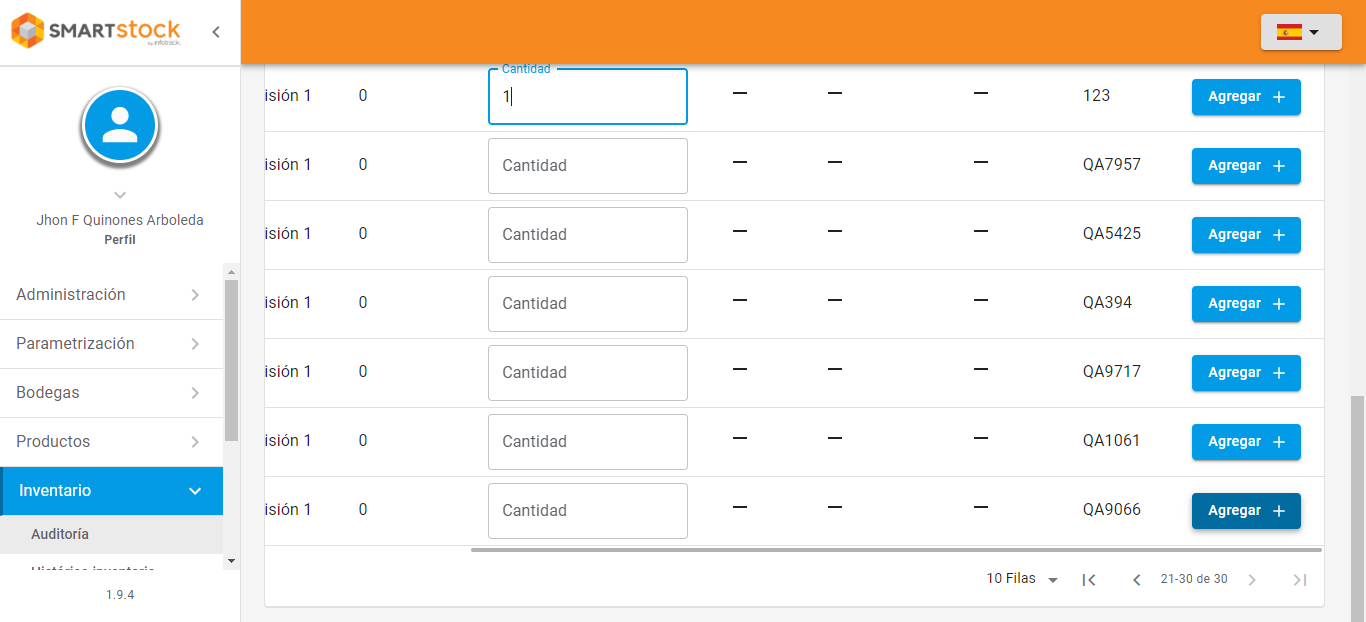 SMARTstock
by infotrack.
Jhon F Quinones Arboleda
Perfil
Administración
Parametrización
Bodegas
Productos
Inventario
Auditoría
Histórico inventario
1.9.4
Cantidad
isión 1 0 1 — — — 123 Agregar +
isión 1 0 Cantidad — — — QA7957 Agregar +
isión 1 0 Cantidad — — — QA5425 Agregar +
isión 1 0 Cantidad — — — QA394 Agregar +
isión 1 0 Cantidad — — — QA9717 Agregar +
isión 1 0 Cantidad — — — QA1061 Agregar +
isión 1 0 Cantidad — — — QA9066 Agregar +
10 Filas 21-30 de 30